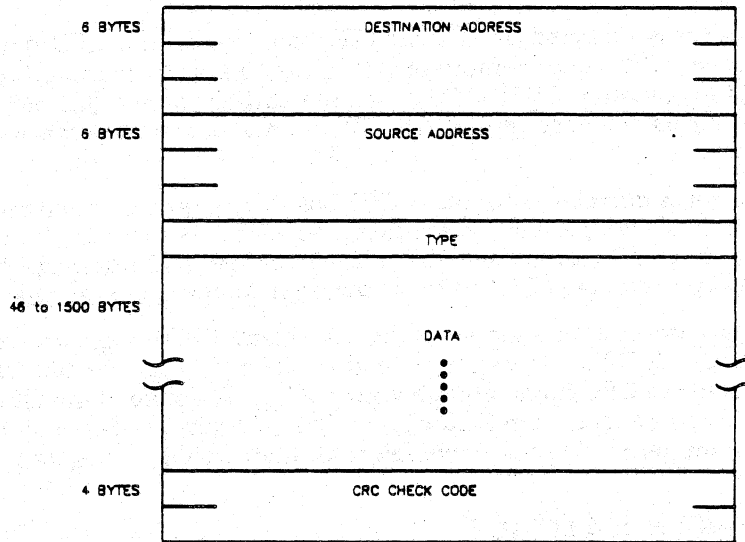 6 BYTES DESTINATION ADDRESS
6 BYTES SOURCE ADDRESS
TYPE
46 to 1500 BYTES
DATA
4 BYTES CRC CHECK CODE